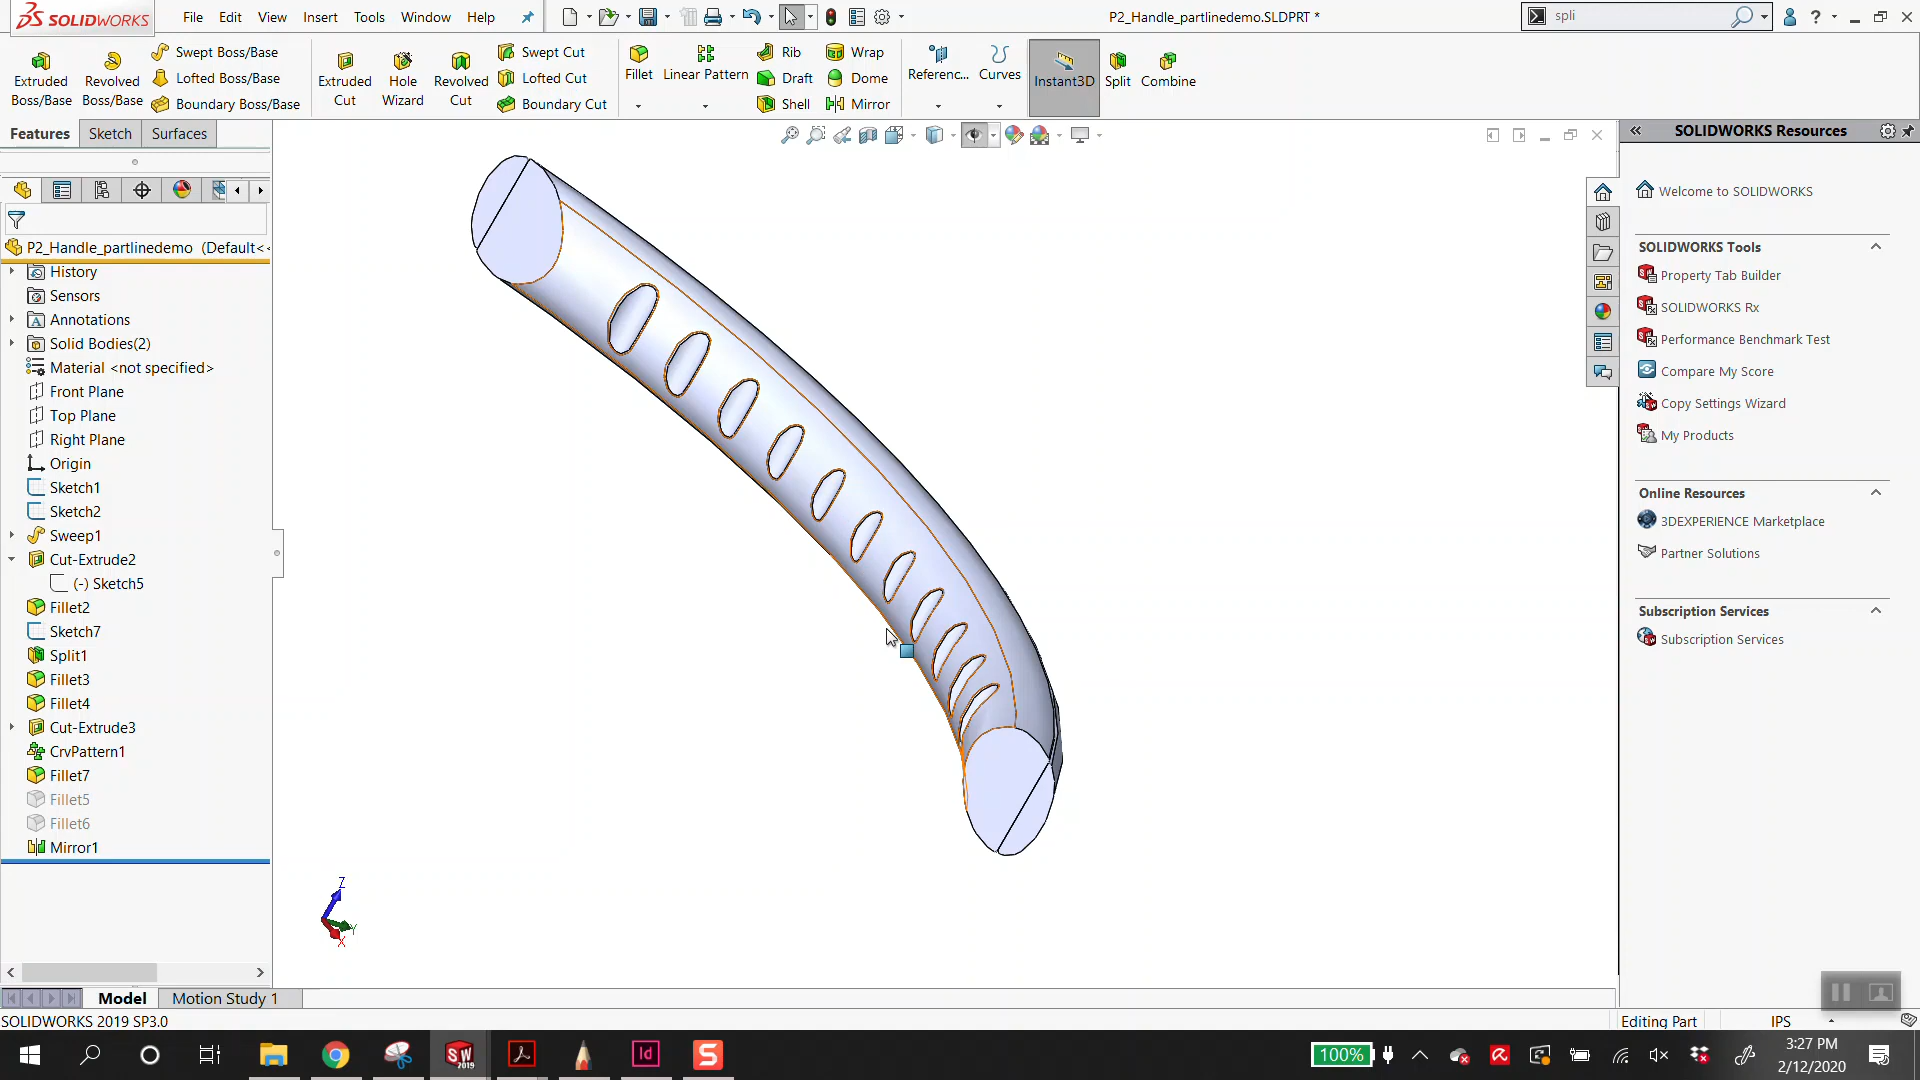 SOLIDWORKS
File Edit View Insert Tools Window Help
P2_Handle_partlinedemo.SLDPRT *
spli
Extruded Boss/Base
Revolved Boss/Base
Swept Boss/Base
Lofted Boss/Base
Boundary Boss/Base
Extruded Cut
Hole Wizard
Revolved Cut
Swept Cut
Lofted Cut
Boundary Cut
Fillet
Linear Pattern
Rib
Draft
Shell
Wrap
Dome
Mirror
Referenc...
Curves
Instant3D
Split
Combine
Features Sketch Surfaces
P2_Handle_partlinedemo (Default<<
History
Sensors
Annotations
Solid Bodies(2)
Material <not specified>
Front Plane
Top Plane
Right Plane
Origin
Sketch1
Sketch2
Sweep1
Cut-Extrude2
(-) Sketch5
Fillet2
Sketch7
Split1
Fillet3
Fillet4
Cut-Extrude3
CrvPattern1
Fillet7
Fillet5
Fillet6
Mirror1
Z
Y
X
SOLIDWORKS Resources
Welcome to SOLIDWORKS
SOLIDWORKS Tools
Property Tab Builder
SOLIDWORKS Rx
Performance Benchmark Test
Compare My Score
Copy Settings Wizard
My Products
Online Resources
3DEXPERIENCE Marketplace
Partner Solutions
Subscription Services
Subscription Services
Model Motion Study 1
SOLIDWORKS 2019 SP3.0
Editing Part
IPS
SW
2019
Id
S
100%
3:27 PM
2/12/2020